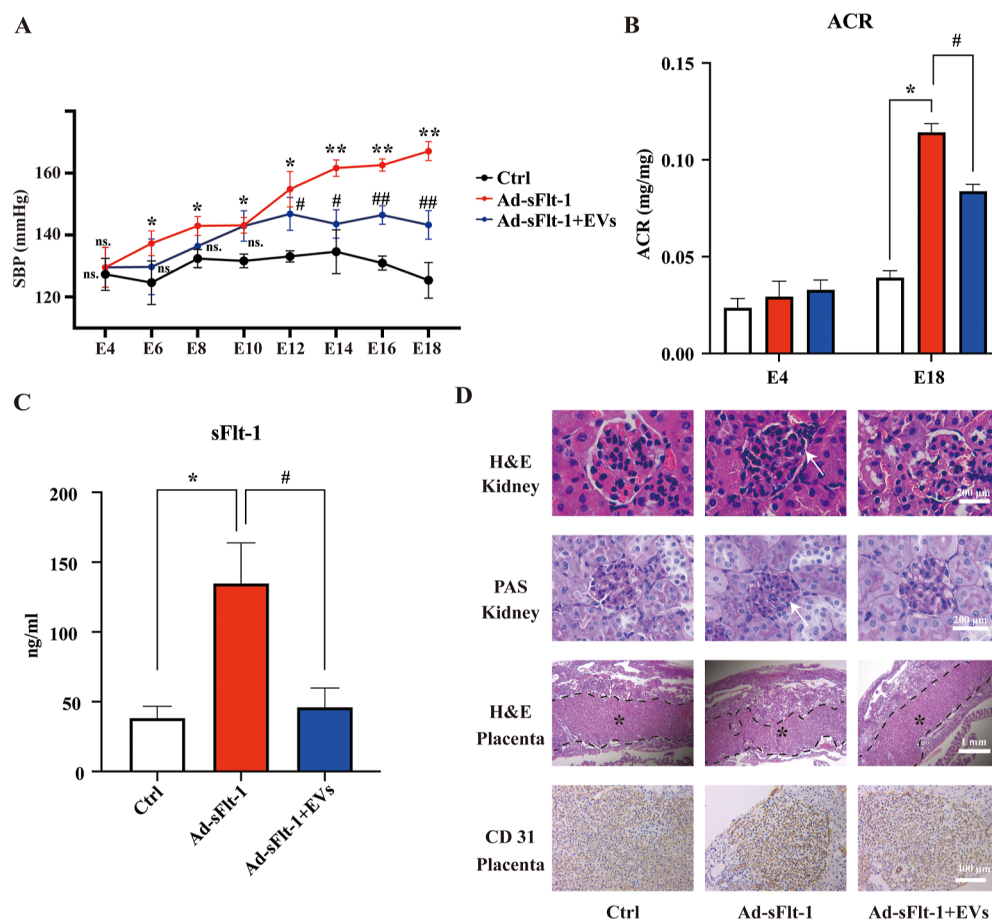 A
SBP (mmHg)
160
140
120
ns.
ns.
*
ns.
*
ns.
*
ns.
*
#
**
#
**
##
**
##
E4 E6 E8 E10 E12 E14 E16 E18
Ctrl
Ad-sFlt-1
Ad-sFlt-1+EVs
B
ACR
ACR (mg/mg)
0.15
0.10
0.05
0.00
*
#
E4 E18
C
sFlt-1
ng/ml
200
150
100
50
0
*
#
Ctrl
Ad-sFlt-1
Ad-sFlt-1+EVs
D
H&E
Kidney
200 μm
PAS
Kidney
200 μm
H&E
Placenta
* * *
1 mm
CD 31
Placenta
400 μm
Ctrl Ad-sFlt-1 Ad-sFlt-1+EVs